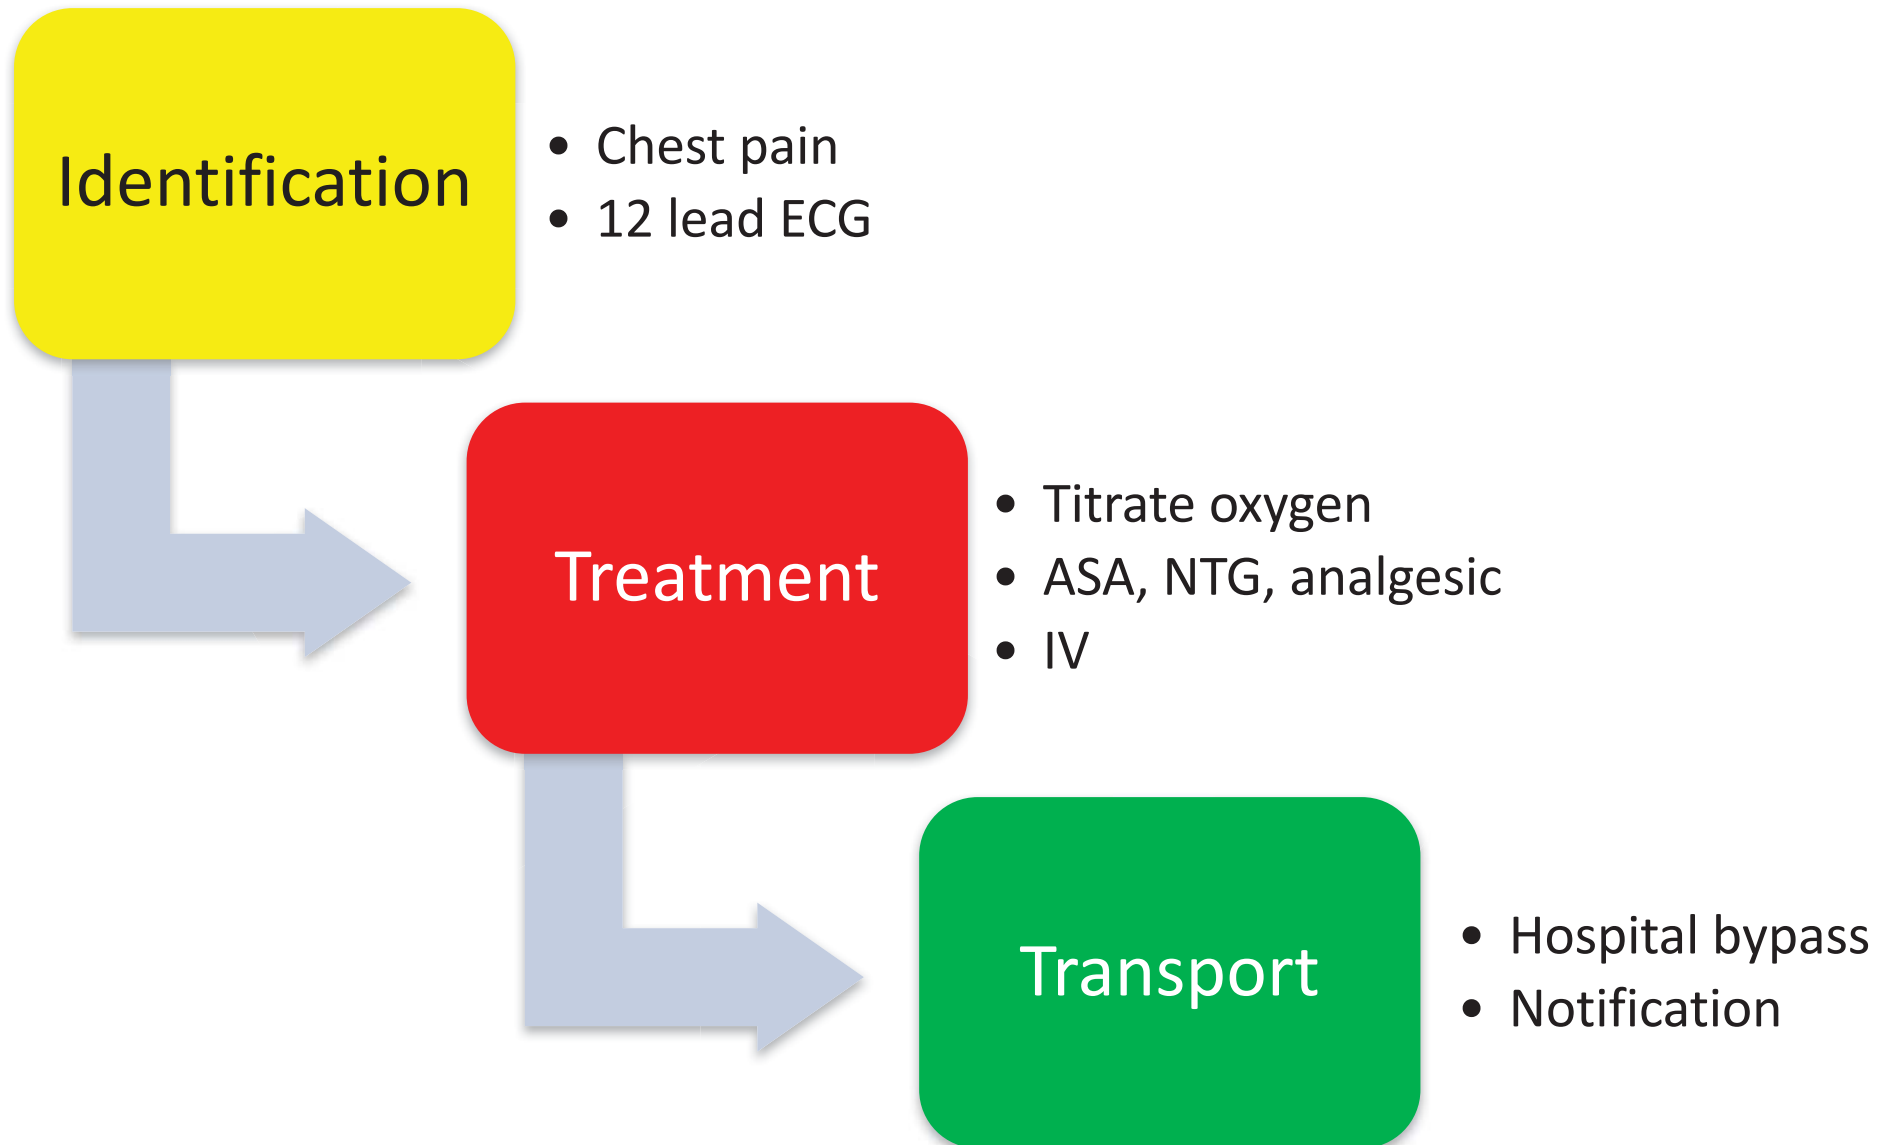 Identification
• Chest pain
• 12 lead ECG
Treatment
• Titrate oxygen
• ASA, NTG, analgesic
• IV
Transport
• Hospital bypass
• Notification